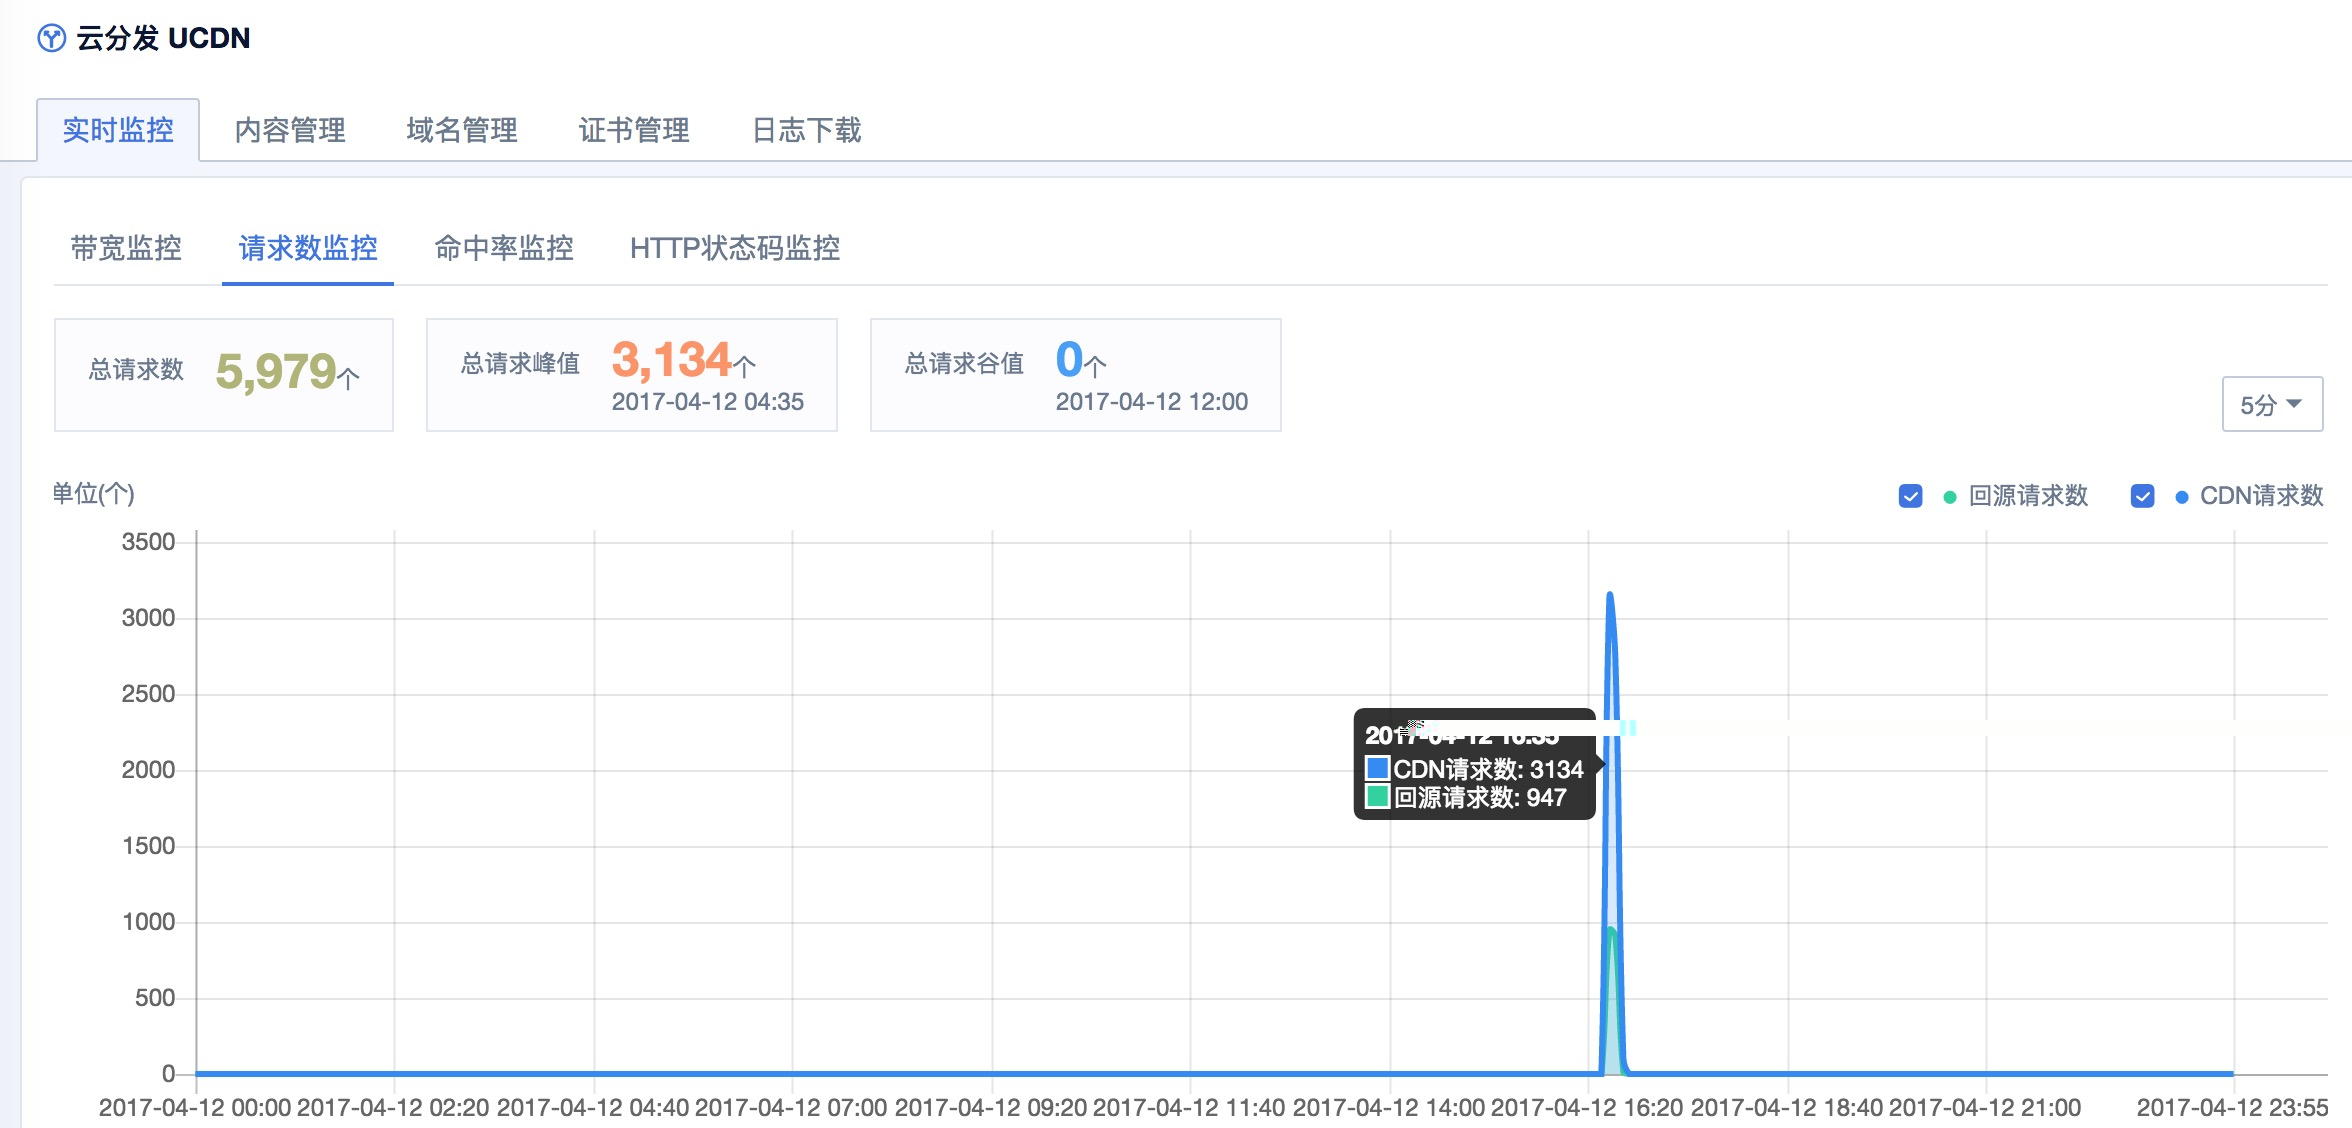 云分发 UCDN
实时监控 内容管理 域名管理 证书管理 日志下载
带宽监控 请求数监控 命中率监控 HTTP状态码监控
总请求数 5,979个
总请求峰值 3,134个
2017-04-12 04:35
总请求谷值 0个
2017-04-12 12:00
5分
单位(个)
回源请求数 CDN请求数
3500
3000
2500
2000
1500
1000
500
0
2017-04-12 16:35
CDN请求数: 3134
回源请求数: 947
2017-04-12 00:00 2017-04-12 02:20 2017-04-12 04:40 2017-04-12 07:00 2017-04-12 09:20 2017-04-12 11:40 2017-04-12 14:00 2017-04-12 16:20 2017-04-12 18:40 2017-04-12 21:00 2017-04-12 23:55